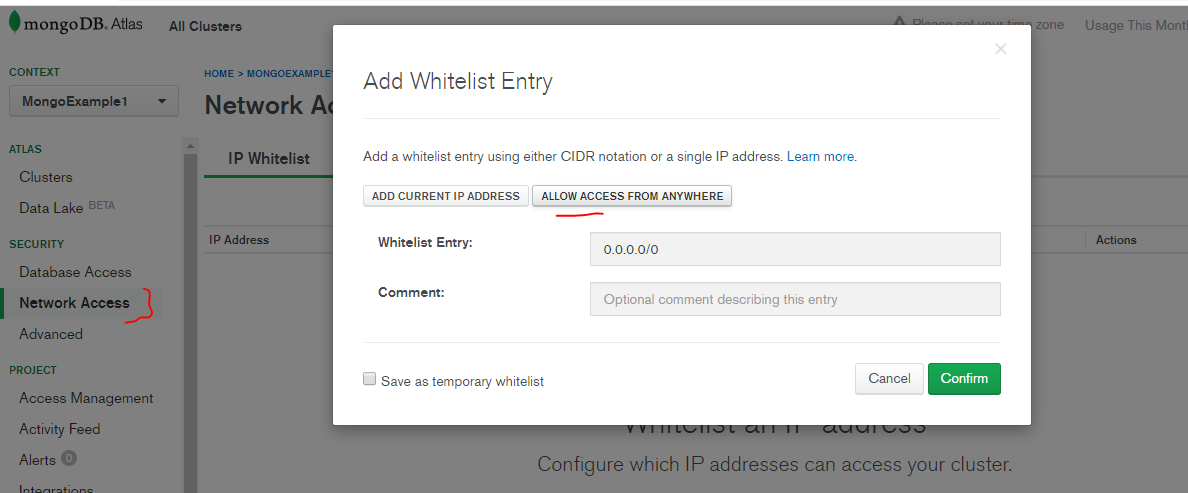 mongoDB. Atlas
All Clusters
Please set your time zone
Usage This Mont
CONTEXT
MongoExample1
HOME > MONGOEXAMPLE
Network Ac
ATLAS
Clusters
Data Lake BETA
SECURITY
Database Access
Network Access
Advanced
PROJECT
Access Management
Activity Feed
Alerts 0
Integrations
IP Whitelist
IP Address
Actions
Add Whitelist Entry
Add a whitelist entry using either CIDR notation or a single IP address. Learn more.
ADD CURRENT IP ADDRESS
ALLOW ACCESS FROM ANYWHERE
Whitelist Entry:
0.0.0.0/0
Comment:
Optional comment describing this entry
Save as temporary whitelist
Cancel
Confirm
Whitelist an IP address
Configure which IP addresses can access your cluster.